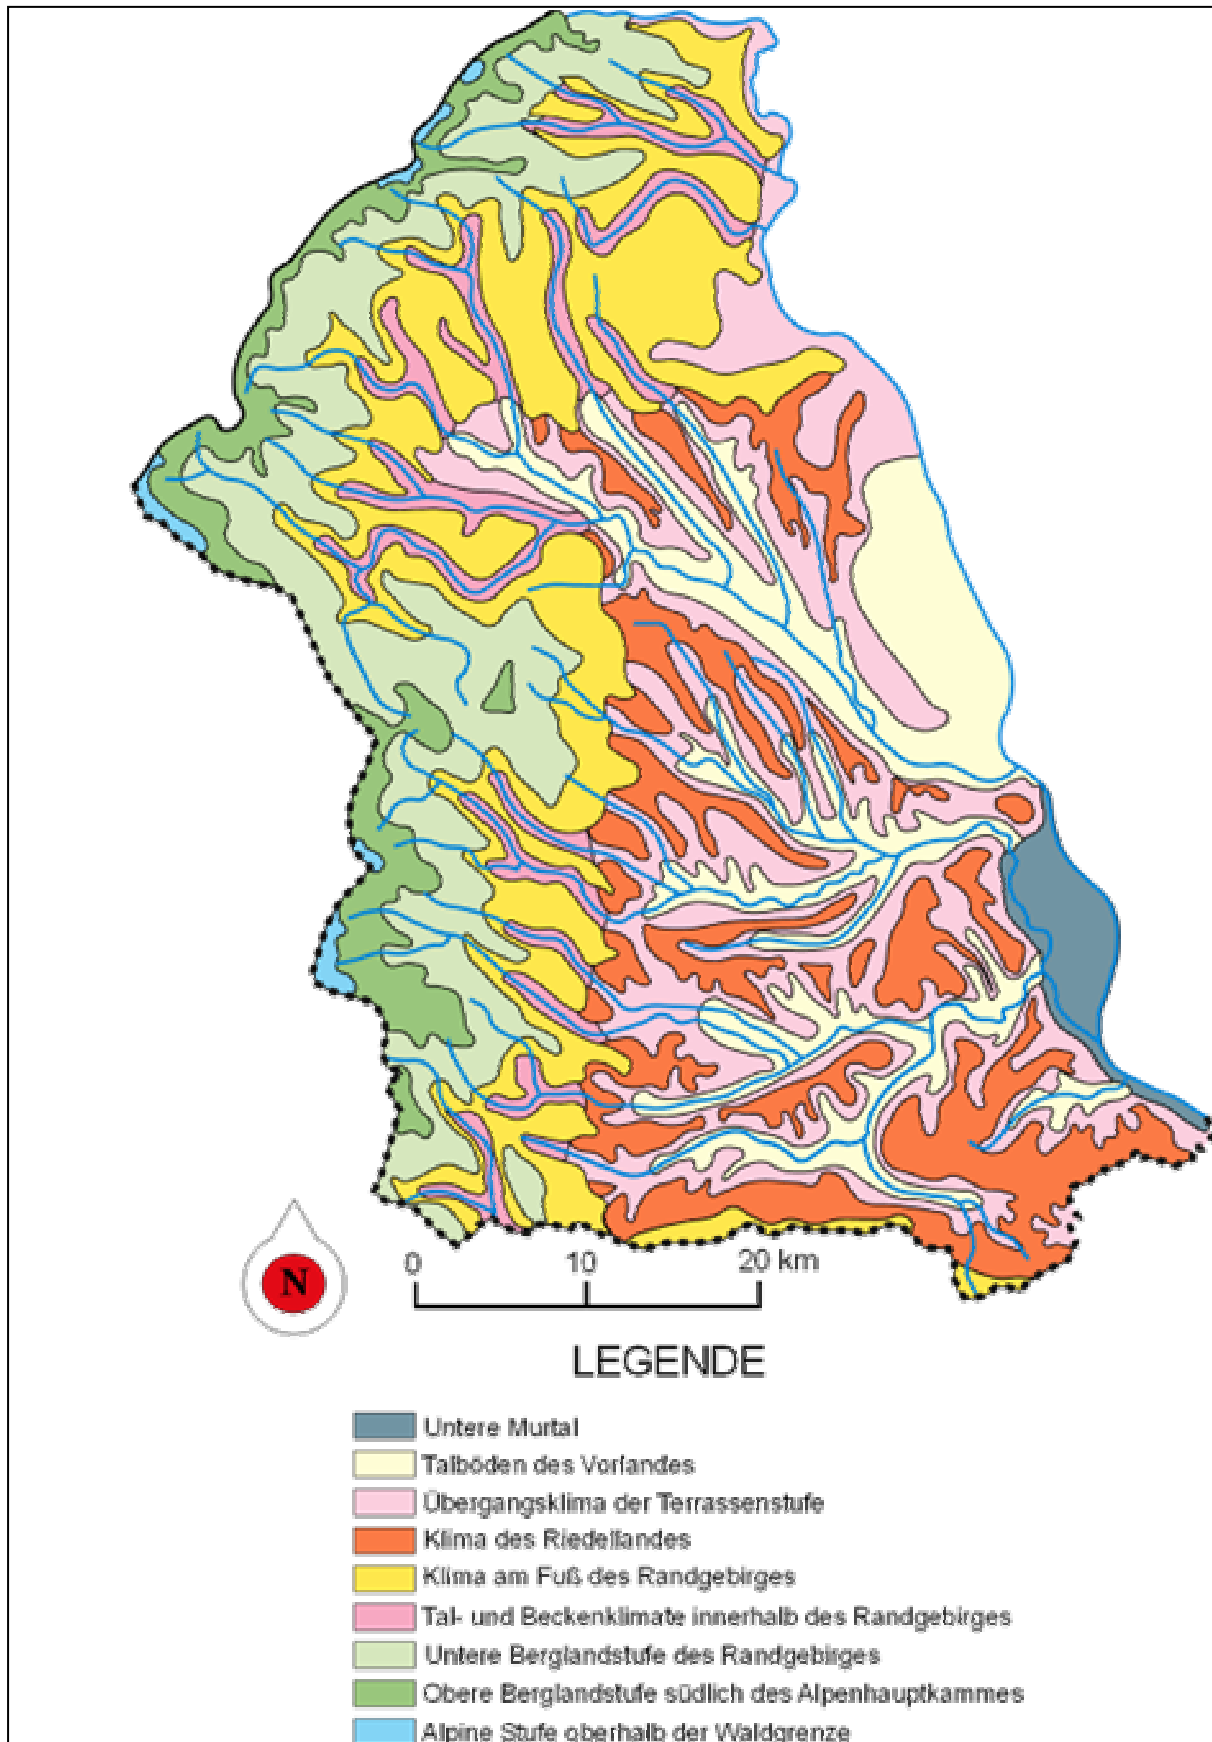 N
0 10 20 km
LEGENDE
Untere Murtal
Talböden des Vorlandes
Übergangsklima der Terrassenstufe
Klima des Riedellandes
Klima am Fuß des Randgebirges
Tal- und Beckenklimate innerhalb des Randgebirges
Untere Berglandstufe des Randgebirges
Obere Berglandstufe südlich des Alpenhauptkammes
Alpine Stufe oberhalb der Waldgrenze